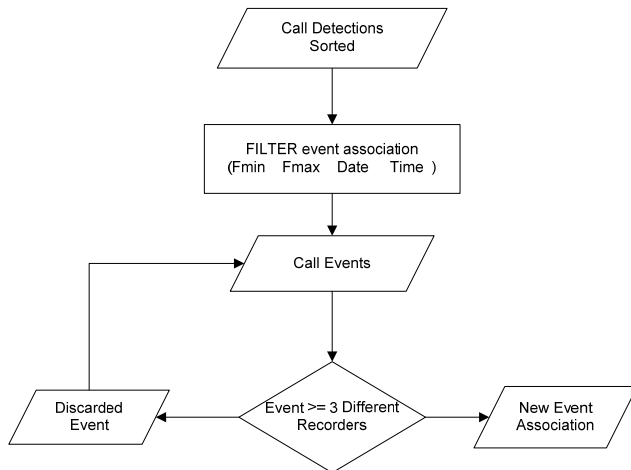 Call Detections
Sorted
FILTER event association
(Fmin Fmax Date Time )
Call Events
Event >= 3 Different
Recorders
Discarded
Event
New Event
Association